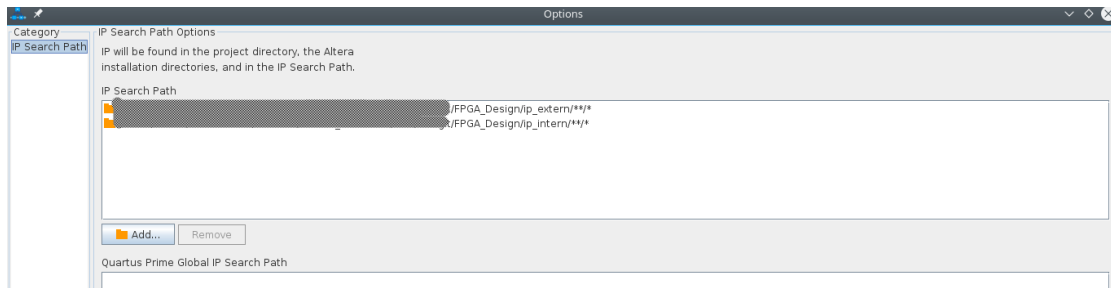 Options
Category
IP Search Path
IP Search Path Options
IP will be found in the project directory, the Altera
installation directories, and in the IP Search Path.
IP Search Path
/FPGA_Design/ip_extern/**/*
/FPGA_Design/ip_intern/**/*
Add...
Remove
Quartus Prime Global IP Search Path